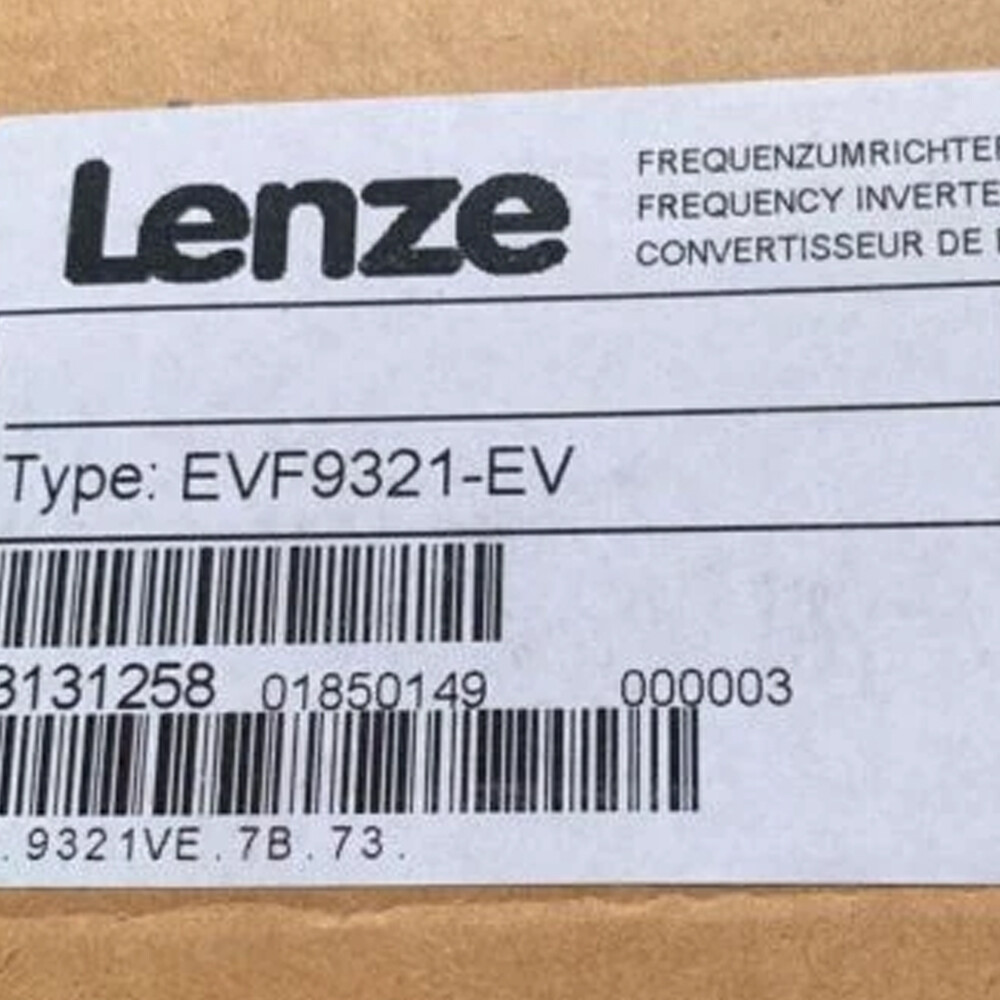 Lenze
FREQUENZUMRICHTER
FREQUENCY INVERTE
CONVERTISSEUR DE
Type: EVF9321-EV
3131258 01850149 000003
.9321VE.7B.73.